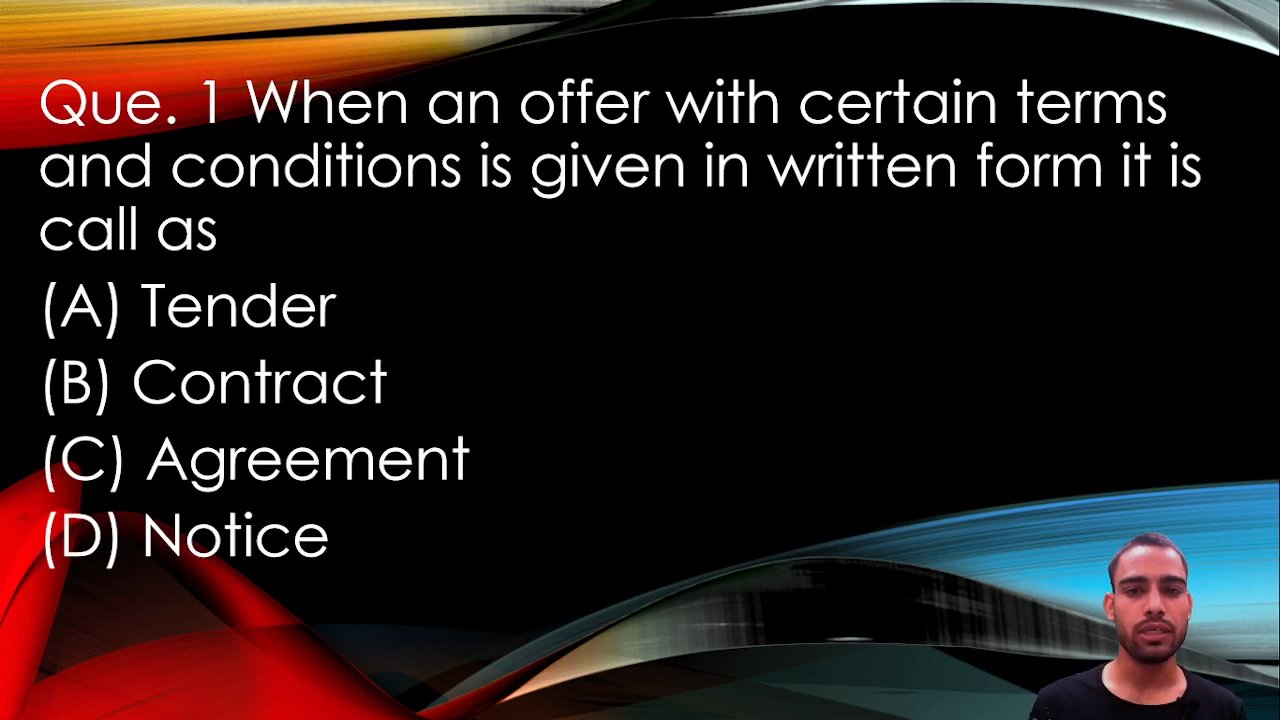 Que. 1 When an offer with certain terms
and conditions is given in written form it is
call as
(A) Tender
(B) Contract
(C) Agreement
(D) Notice